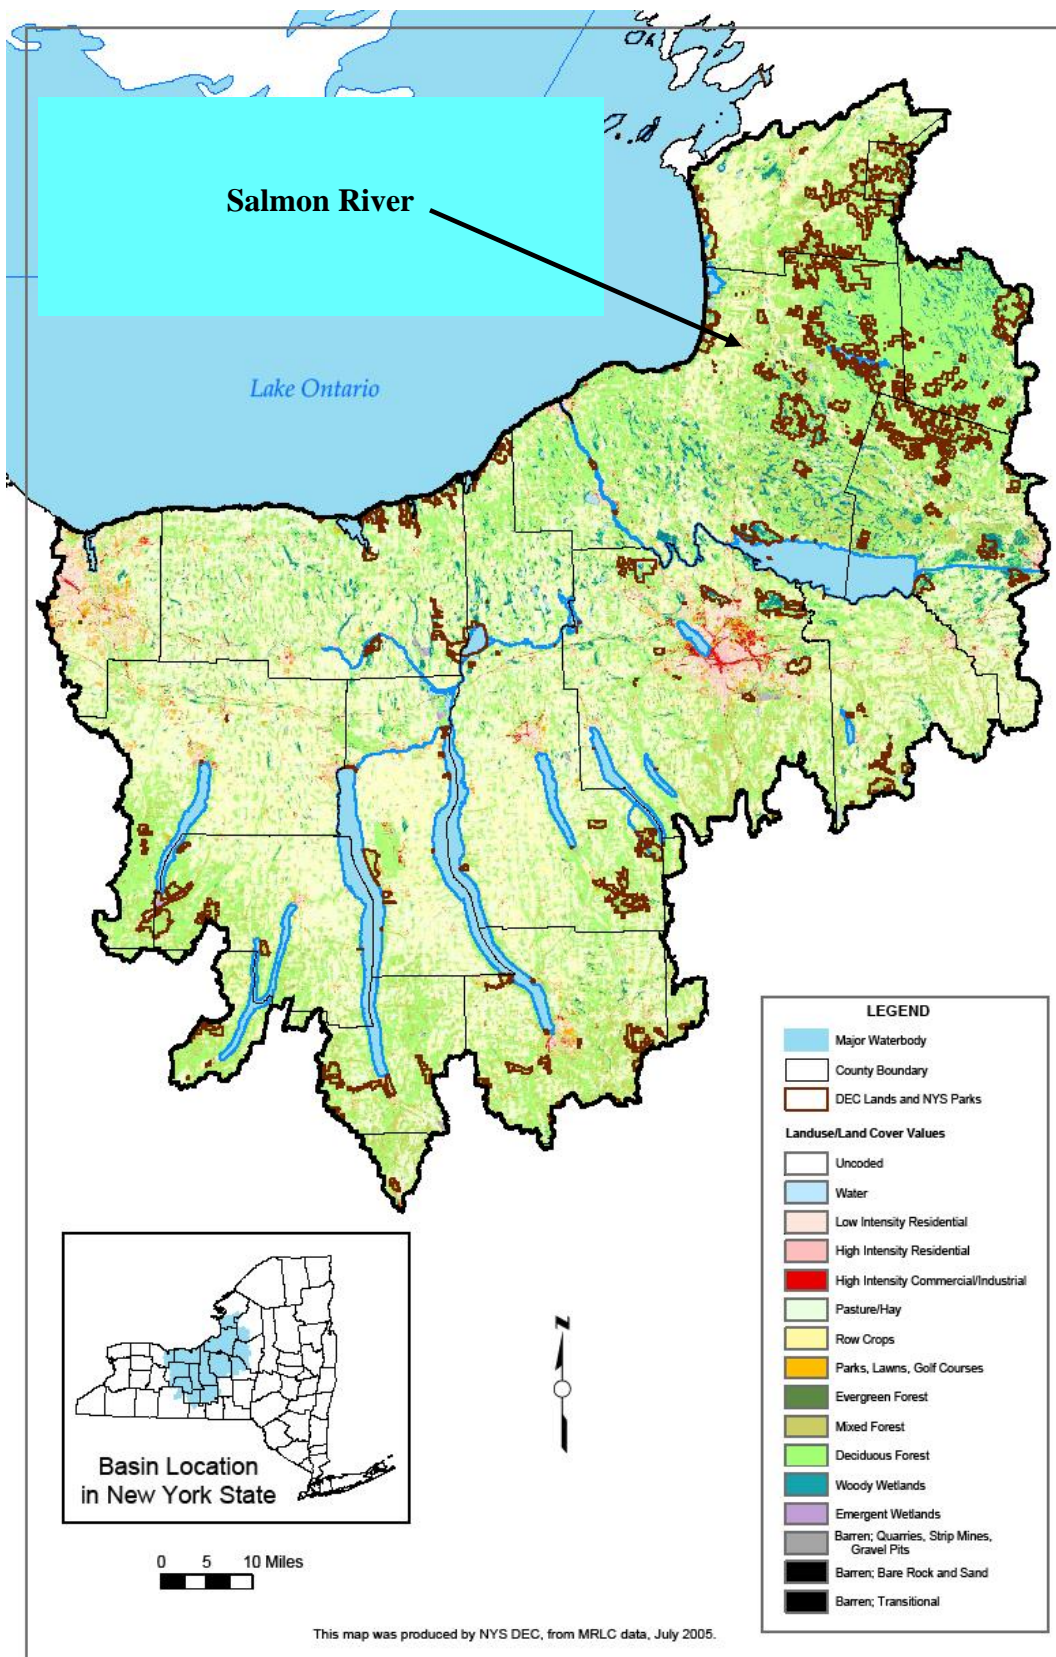 Salmon River
Lake Ontario
LEGEND
Major Waterbody
County Boundary
DEC Lands and NYS Parks
Landuse/Land Cover Values
Uncoded
Water
Low Intensity Residential
High Intensity Residential
High Intensity Commercial/Industrial
Pasture/Hay
Row Crops
Parks, Lawns, Golf Courses
Evergreen Forest
Mixed Forest
Deciduous Forest
Woody Wetlands
Emergent Wetlands
Barren; Quarries, Strip Mines,
Gravel Pits
Barren; Bare Rock and Sand
Barren; Transitional
Basin Location
in New York State
N
0 5 10 Miles
This map was produced by NYS DEC, from MRLC data, July 2005.